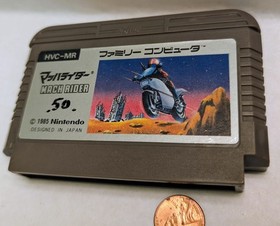 HVC-MR
ファミリー コンピュータ
マッハライダー
MACH RIDER
.50.
© 1985 Nintendo
DESIGNED IN JAPAN